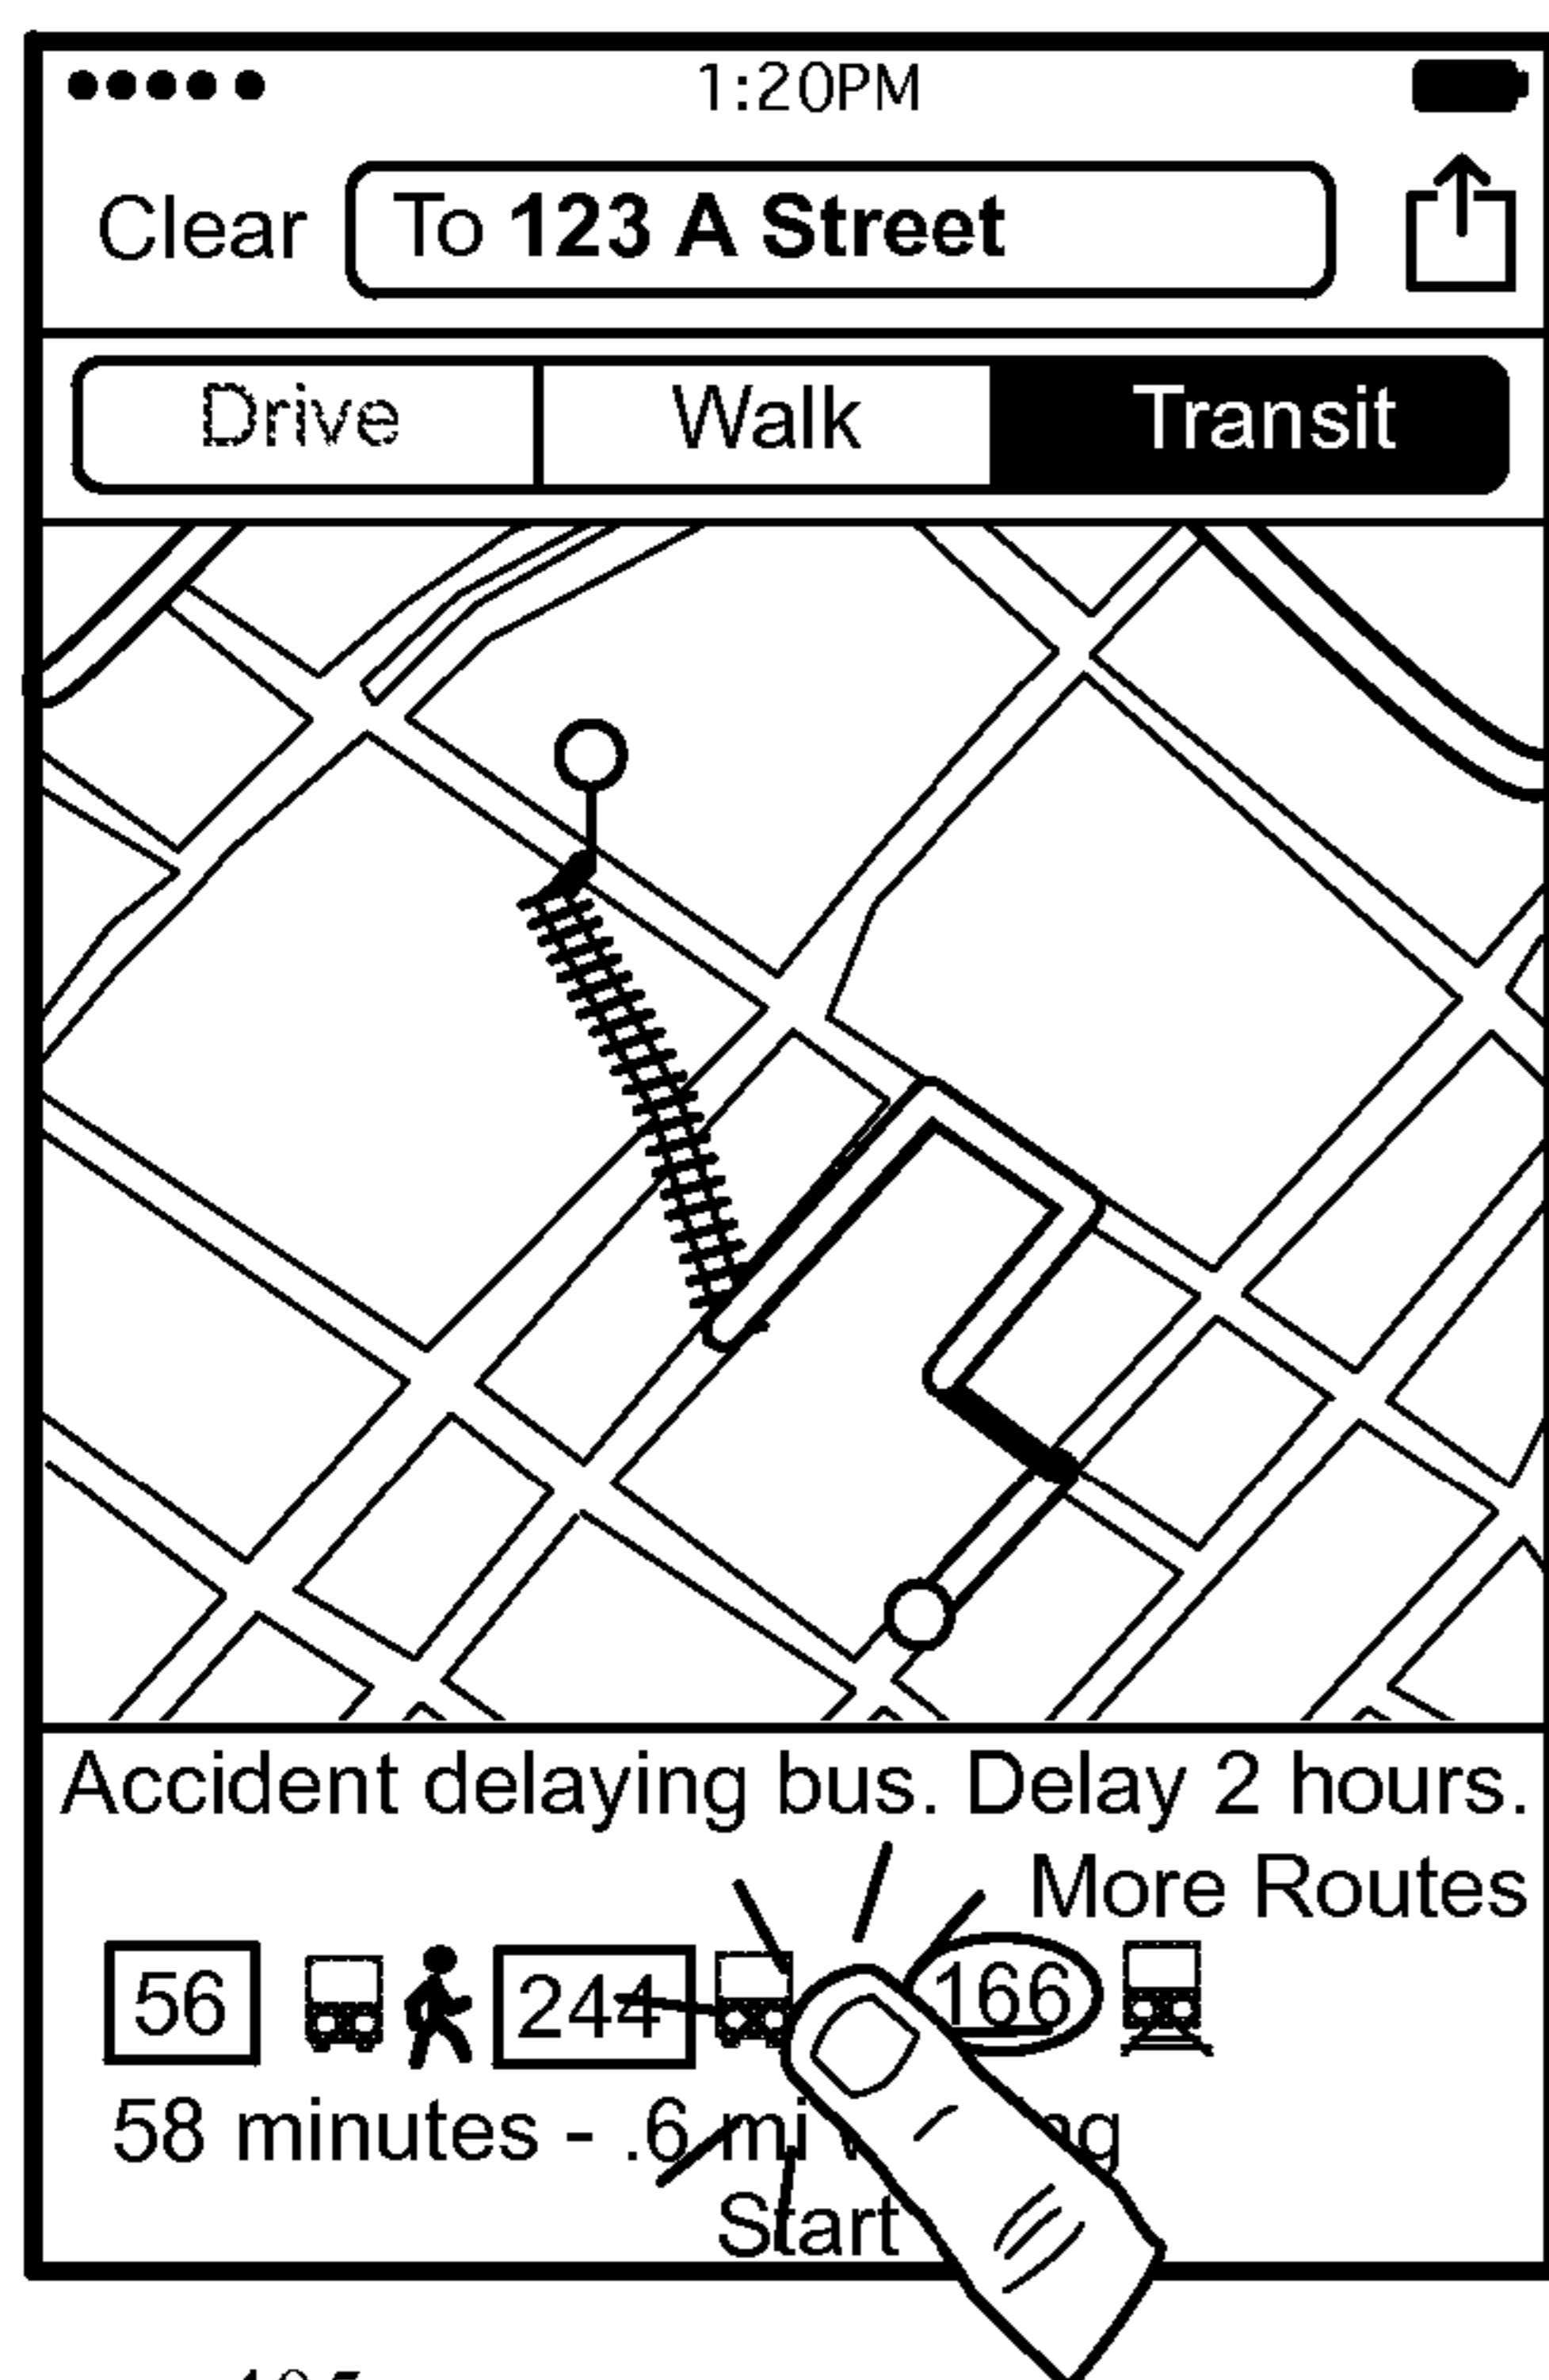 1:20PM
Clear To 123 A Street
Drive Walk Transit
Accident delaying bus. Delay 2 hours.
More Routes
56 244 166
58 minutes - .6 mi
Start